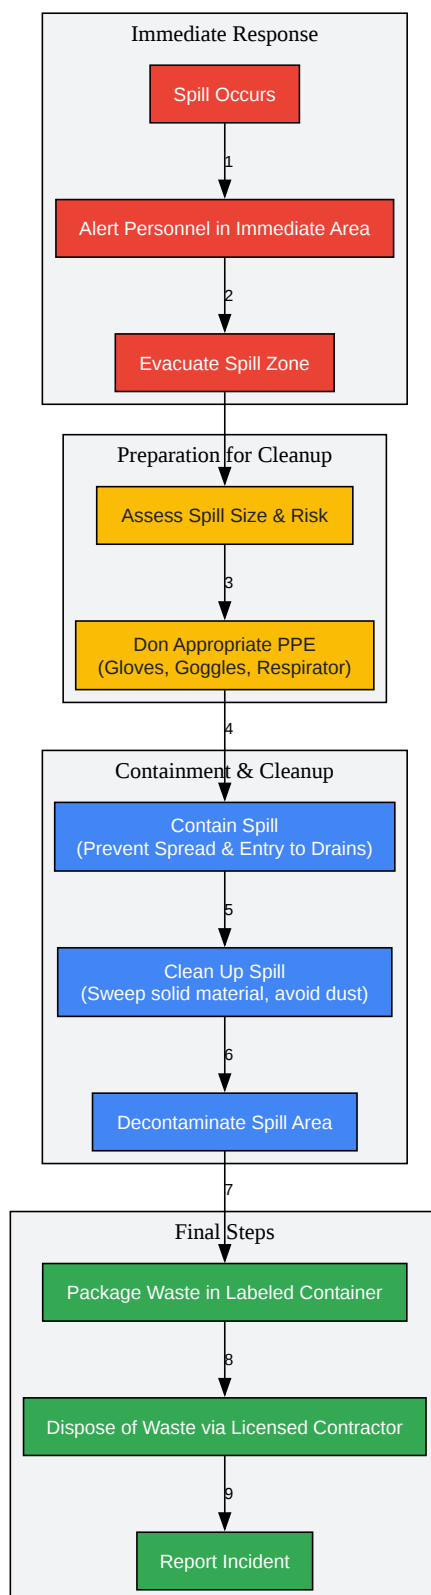 Immediate Response
Spill Occurs
1
Alert Personnel in Immediate Area
2
Evacuate Spill Zone
Preparation for Cleanup
Assess Spill Size & Risk
3
Don Appropriate PPE
(Gloves, Goggles, Respirator)
4
Containment & Cleanup
Contain Spill
(Prevent Spread & Entry to Drains)
5
Clean Up Spill
(Sweep solid material, avoid dust)
6
Decontaminate Spill Area
7
Final Steps
Package Waste in Labeled Container
8
Dispose of Waste via Licensed Contractor
9
Report Incident